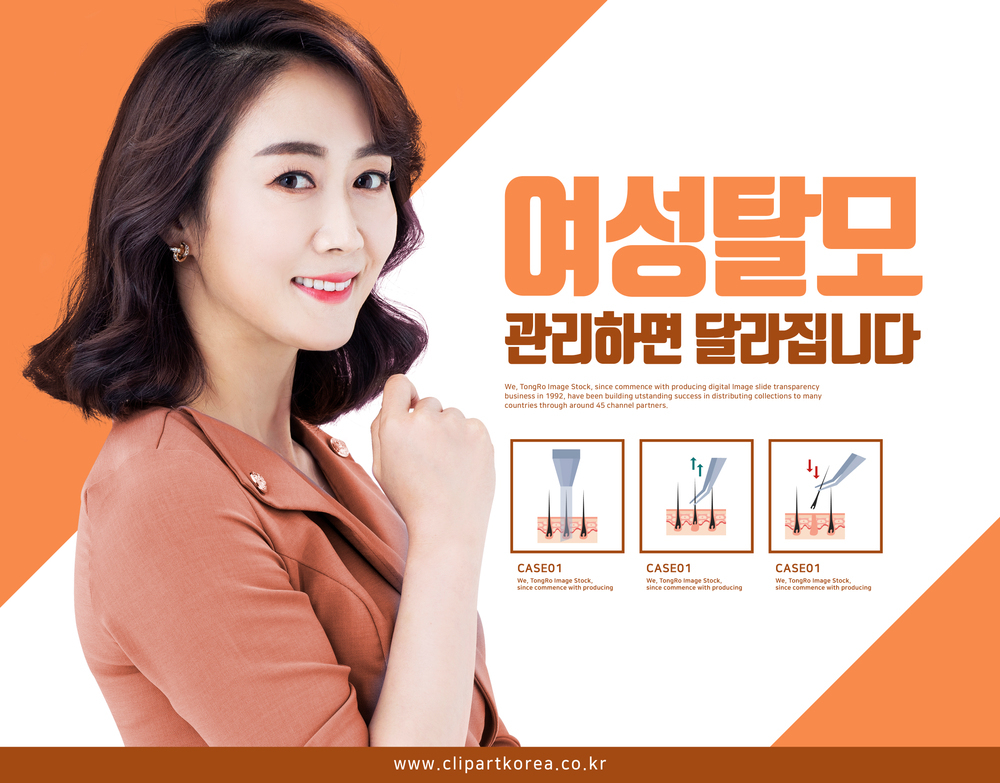 여성탈모
관리하면 달라집니다
We, TongRo Image Stock, since commence with producing digital Image slide transparency
business in 1992, have been building utstanding success in distributing collections to many
countries through around 45 channel partners.
CASE01
We, TongRo Image Stock,
since commence with producing
CASE01
We, TongRo Image Stock,
since commence with producing
CASE01
We, TongRo Image Stock,
since commence with producing
www.clipartkorea.co.kr